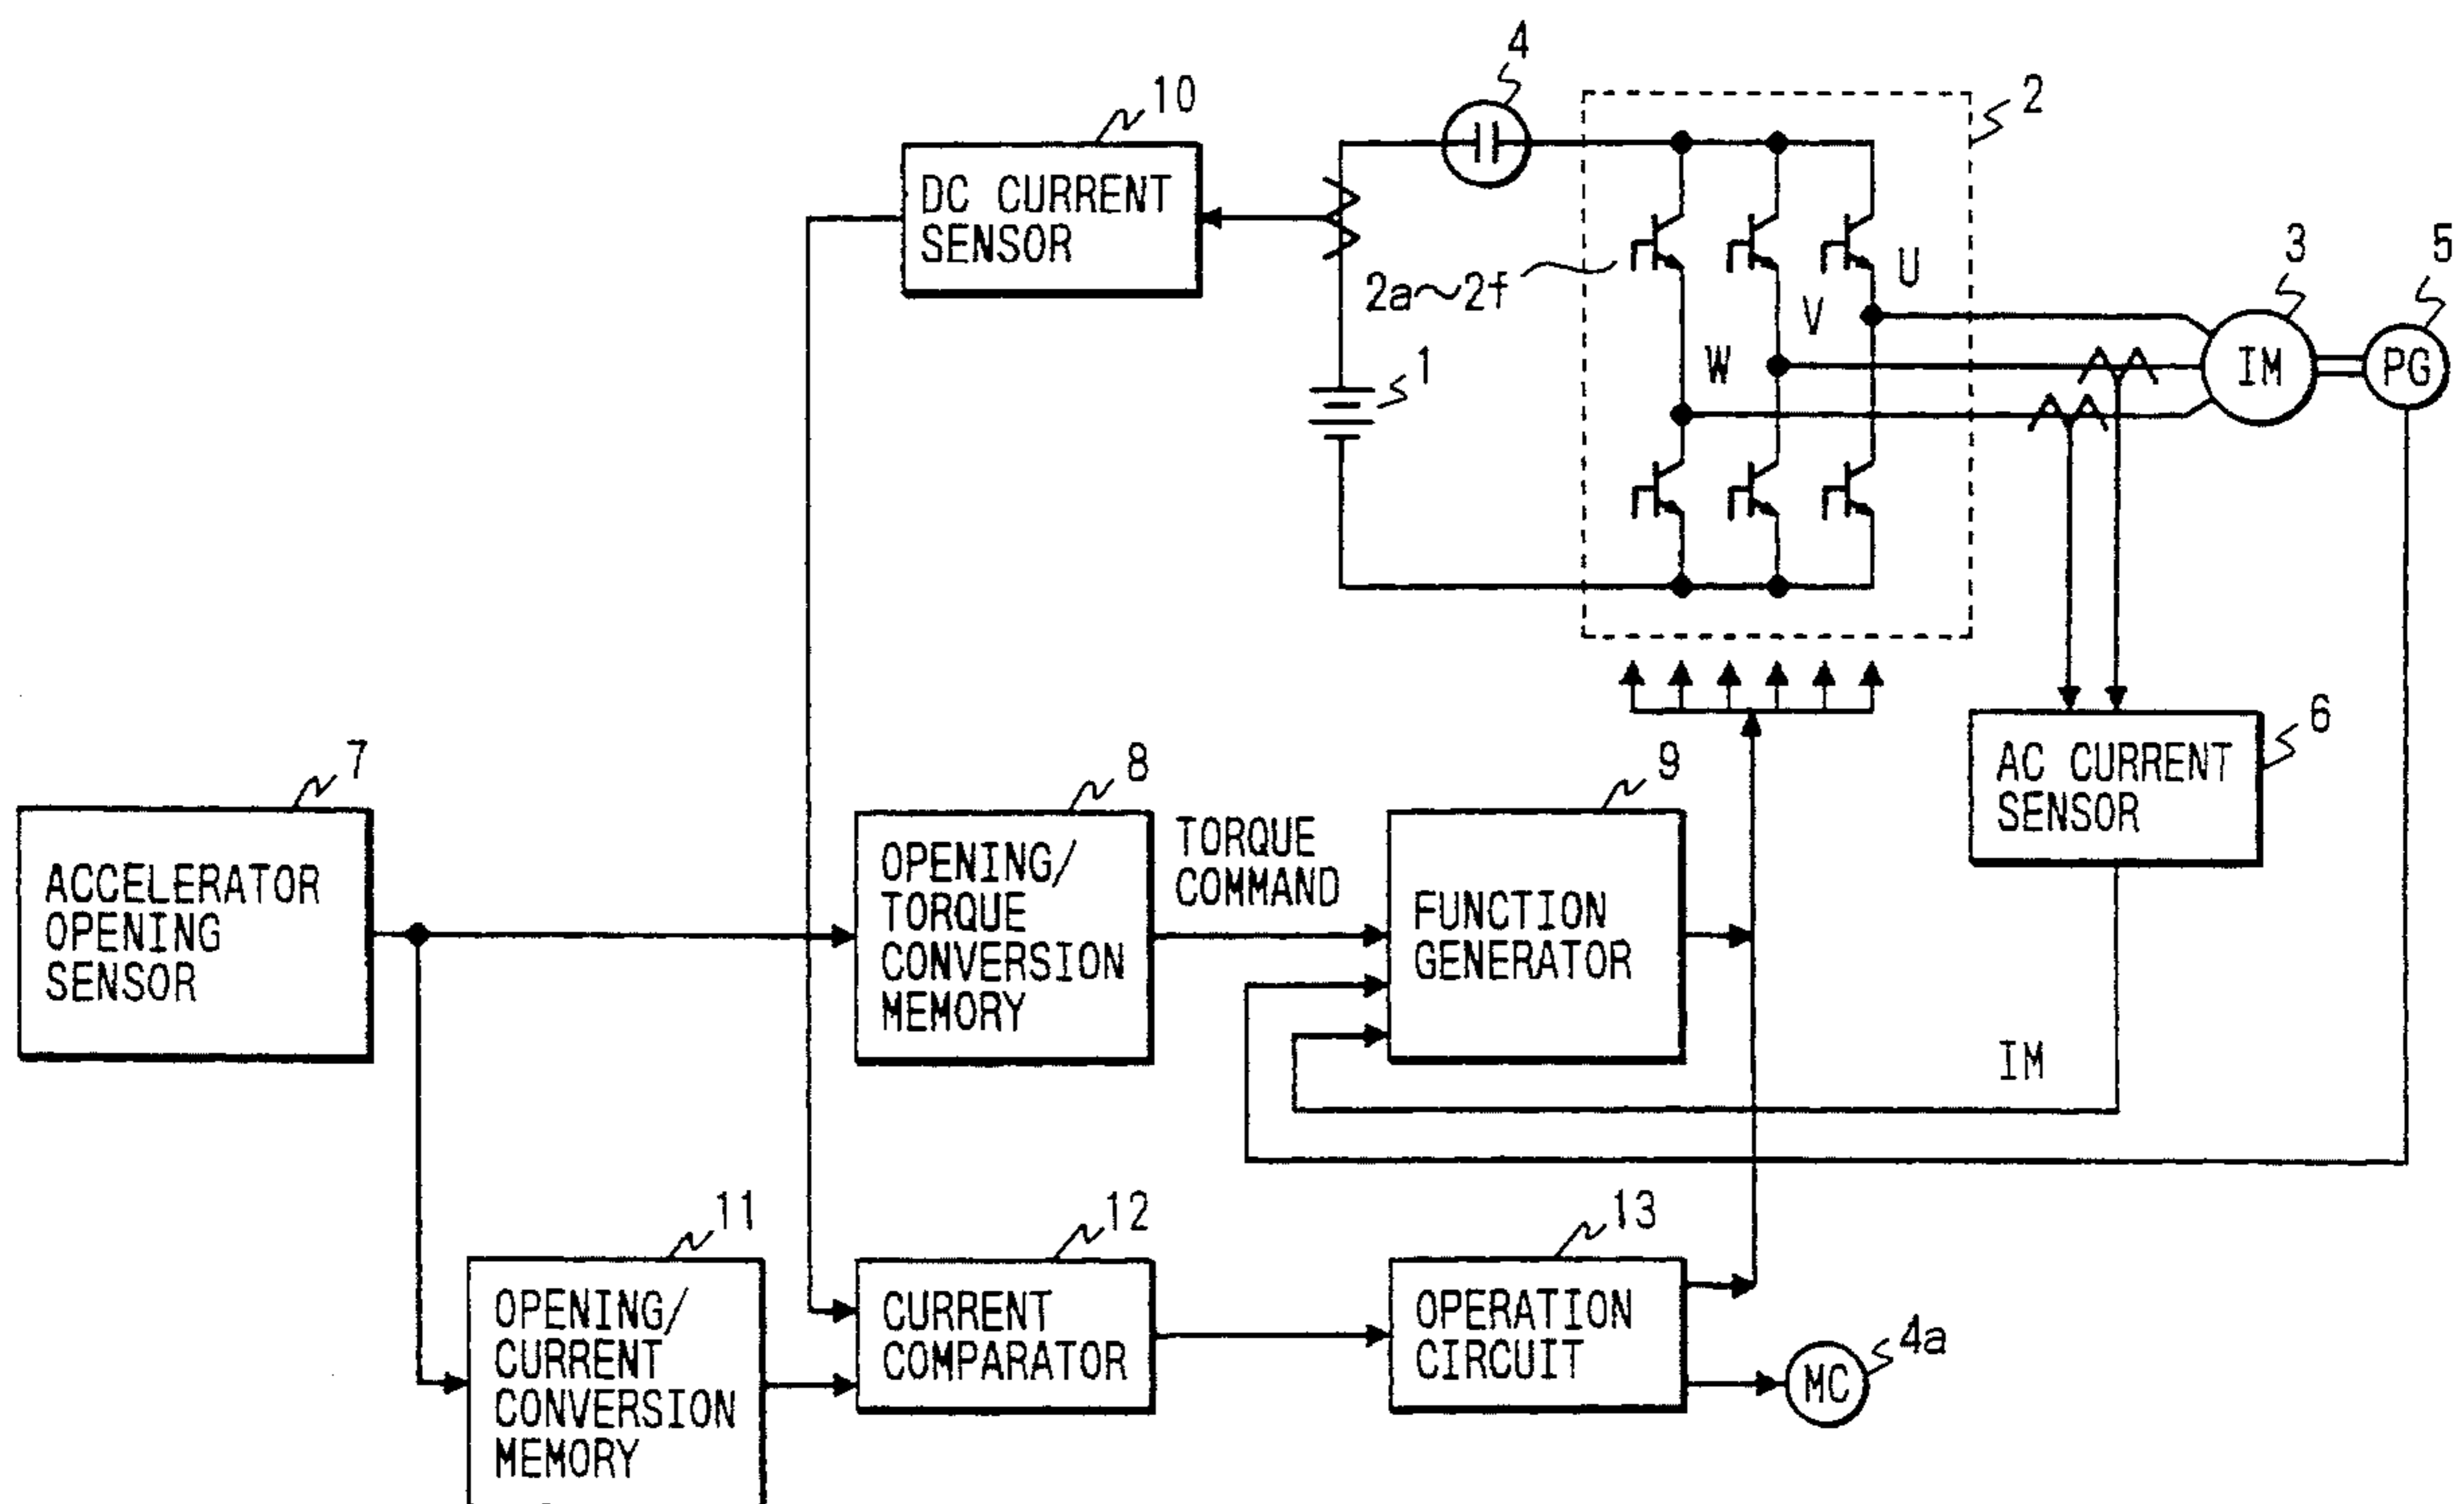 4
2
10
DC CURRENT
SENSOR
2a~2f
U
V
W
3
5
IM
PG
1
6
AC CURRENT
SENSOR
7
ACCELERATOR
OPENING
SENSOR
8
OPENING/
TORQUE
CONVERSION
MEMORY
TORQUE
COMMAND
9
FUNCTION
GENERATOR
IM
11
OPENING/
CURRENT
CONVERSION
MEMORY
12
CURRENT
COMPARATOR
13
OPERATION
CIRCUIT
4a
MC